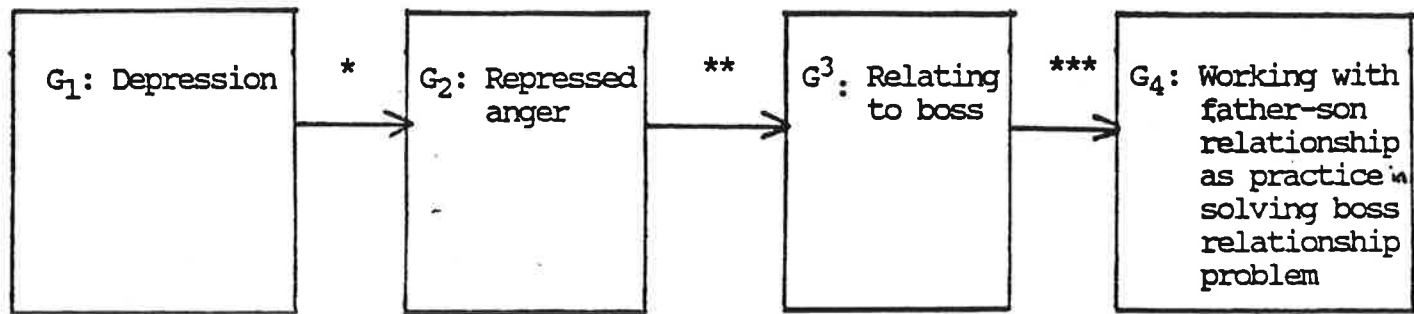 G₁: Depression
*
G₂: Repressed
anger
**
G³: Relating
to boss
***
G₄: Working with
father-son
relationship
as practice in
solving boss
relationship
problem